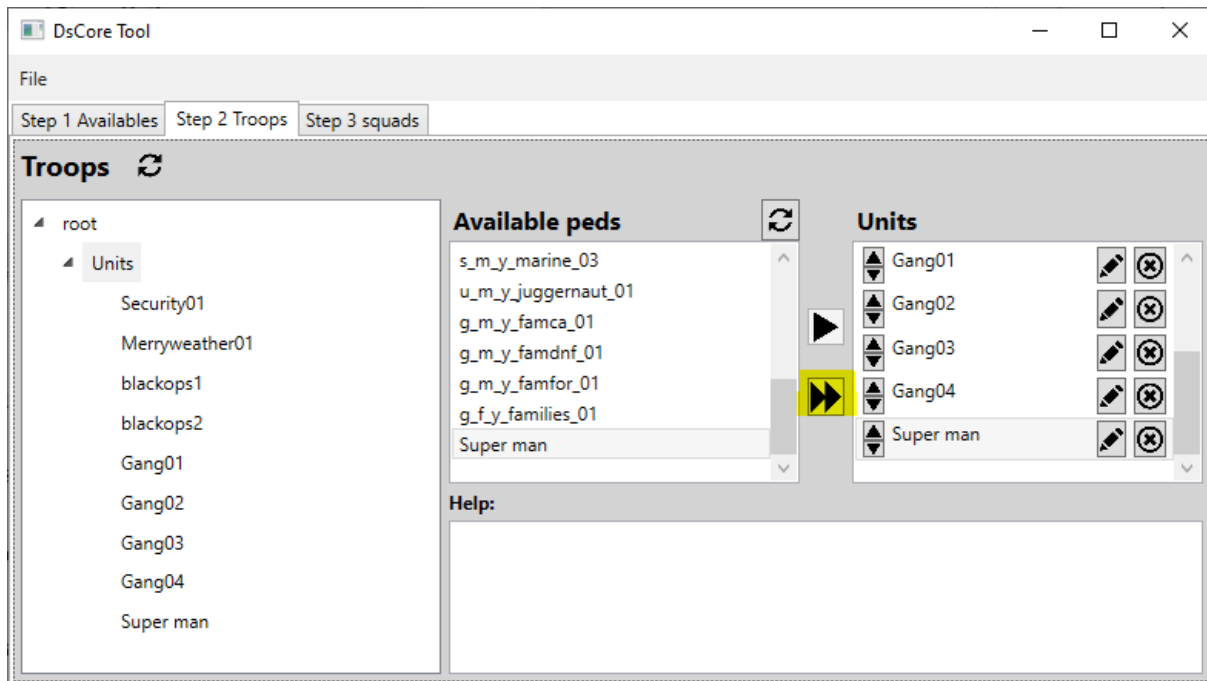 DsCore Tool
File
Step 1 Availables
Step 2 Troops
Step 3 squads
Troops
root
Units
Security01
Merryweather01
blackops1
blackops2
Gang01
Gang02
Gang03
Gang04
Super man
Available peds
s_m_y_marine_03
u_m_y_juggernaut_01
g_m_y_famca_01
g_m_y_famdnf_01
g_m_y_famfor_01
g_f_y_families_01
Super man
Units
Gang01
Gang02
Gang03
Gang04
Super man
Help: